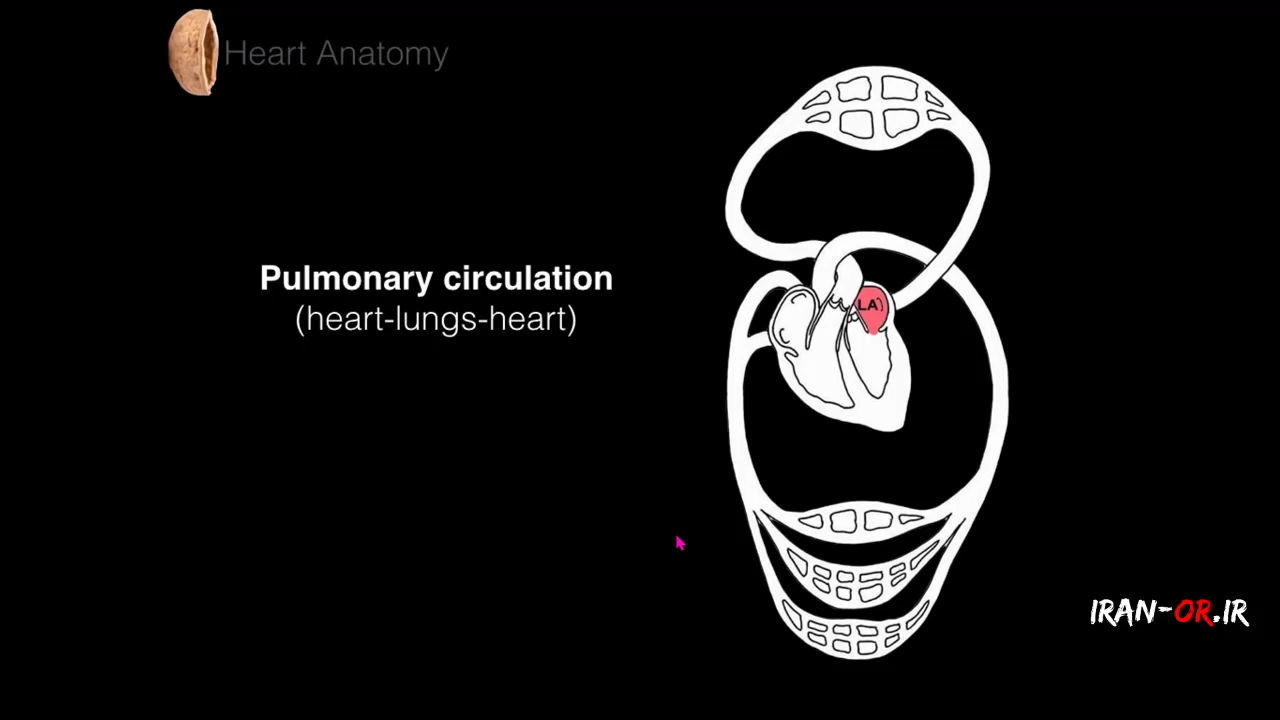 Heart Anatomy
Pulmonary circulation
(heart-lungs-heart)
LA
IRAN-OR.IR